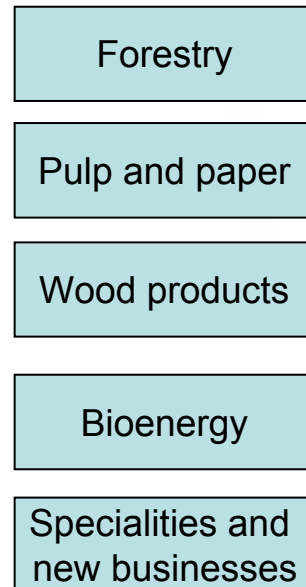 Forestry
Pulp and paper
Wood products
Bioenergy
Specialities and
new businesses